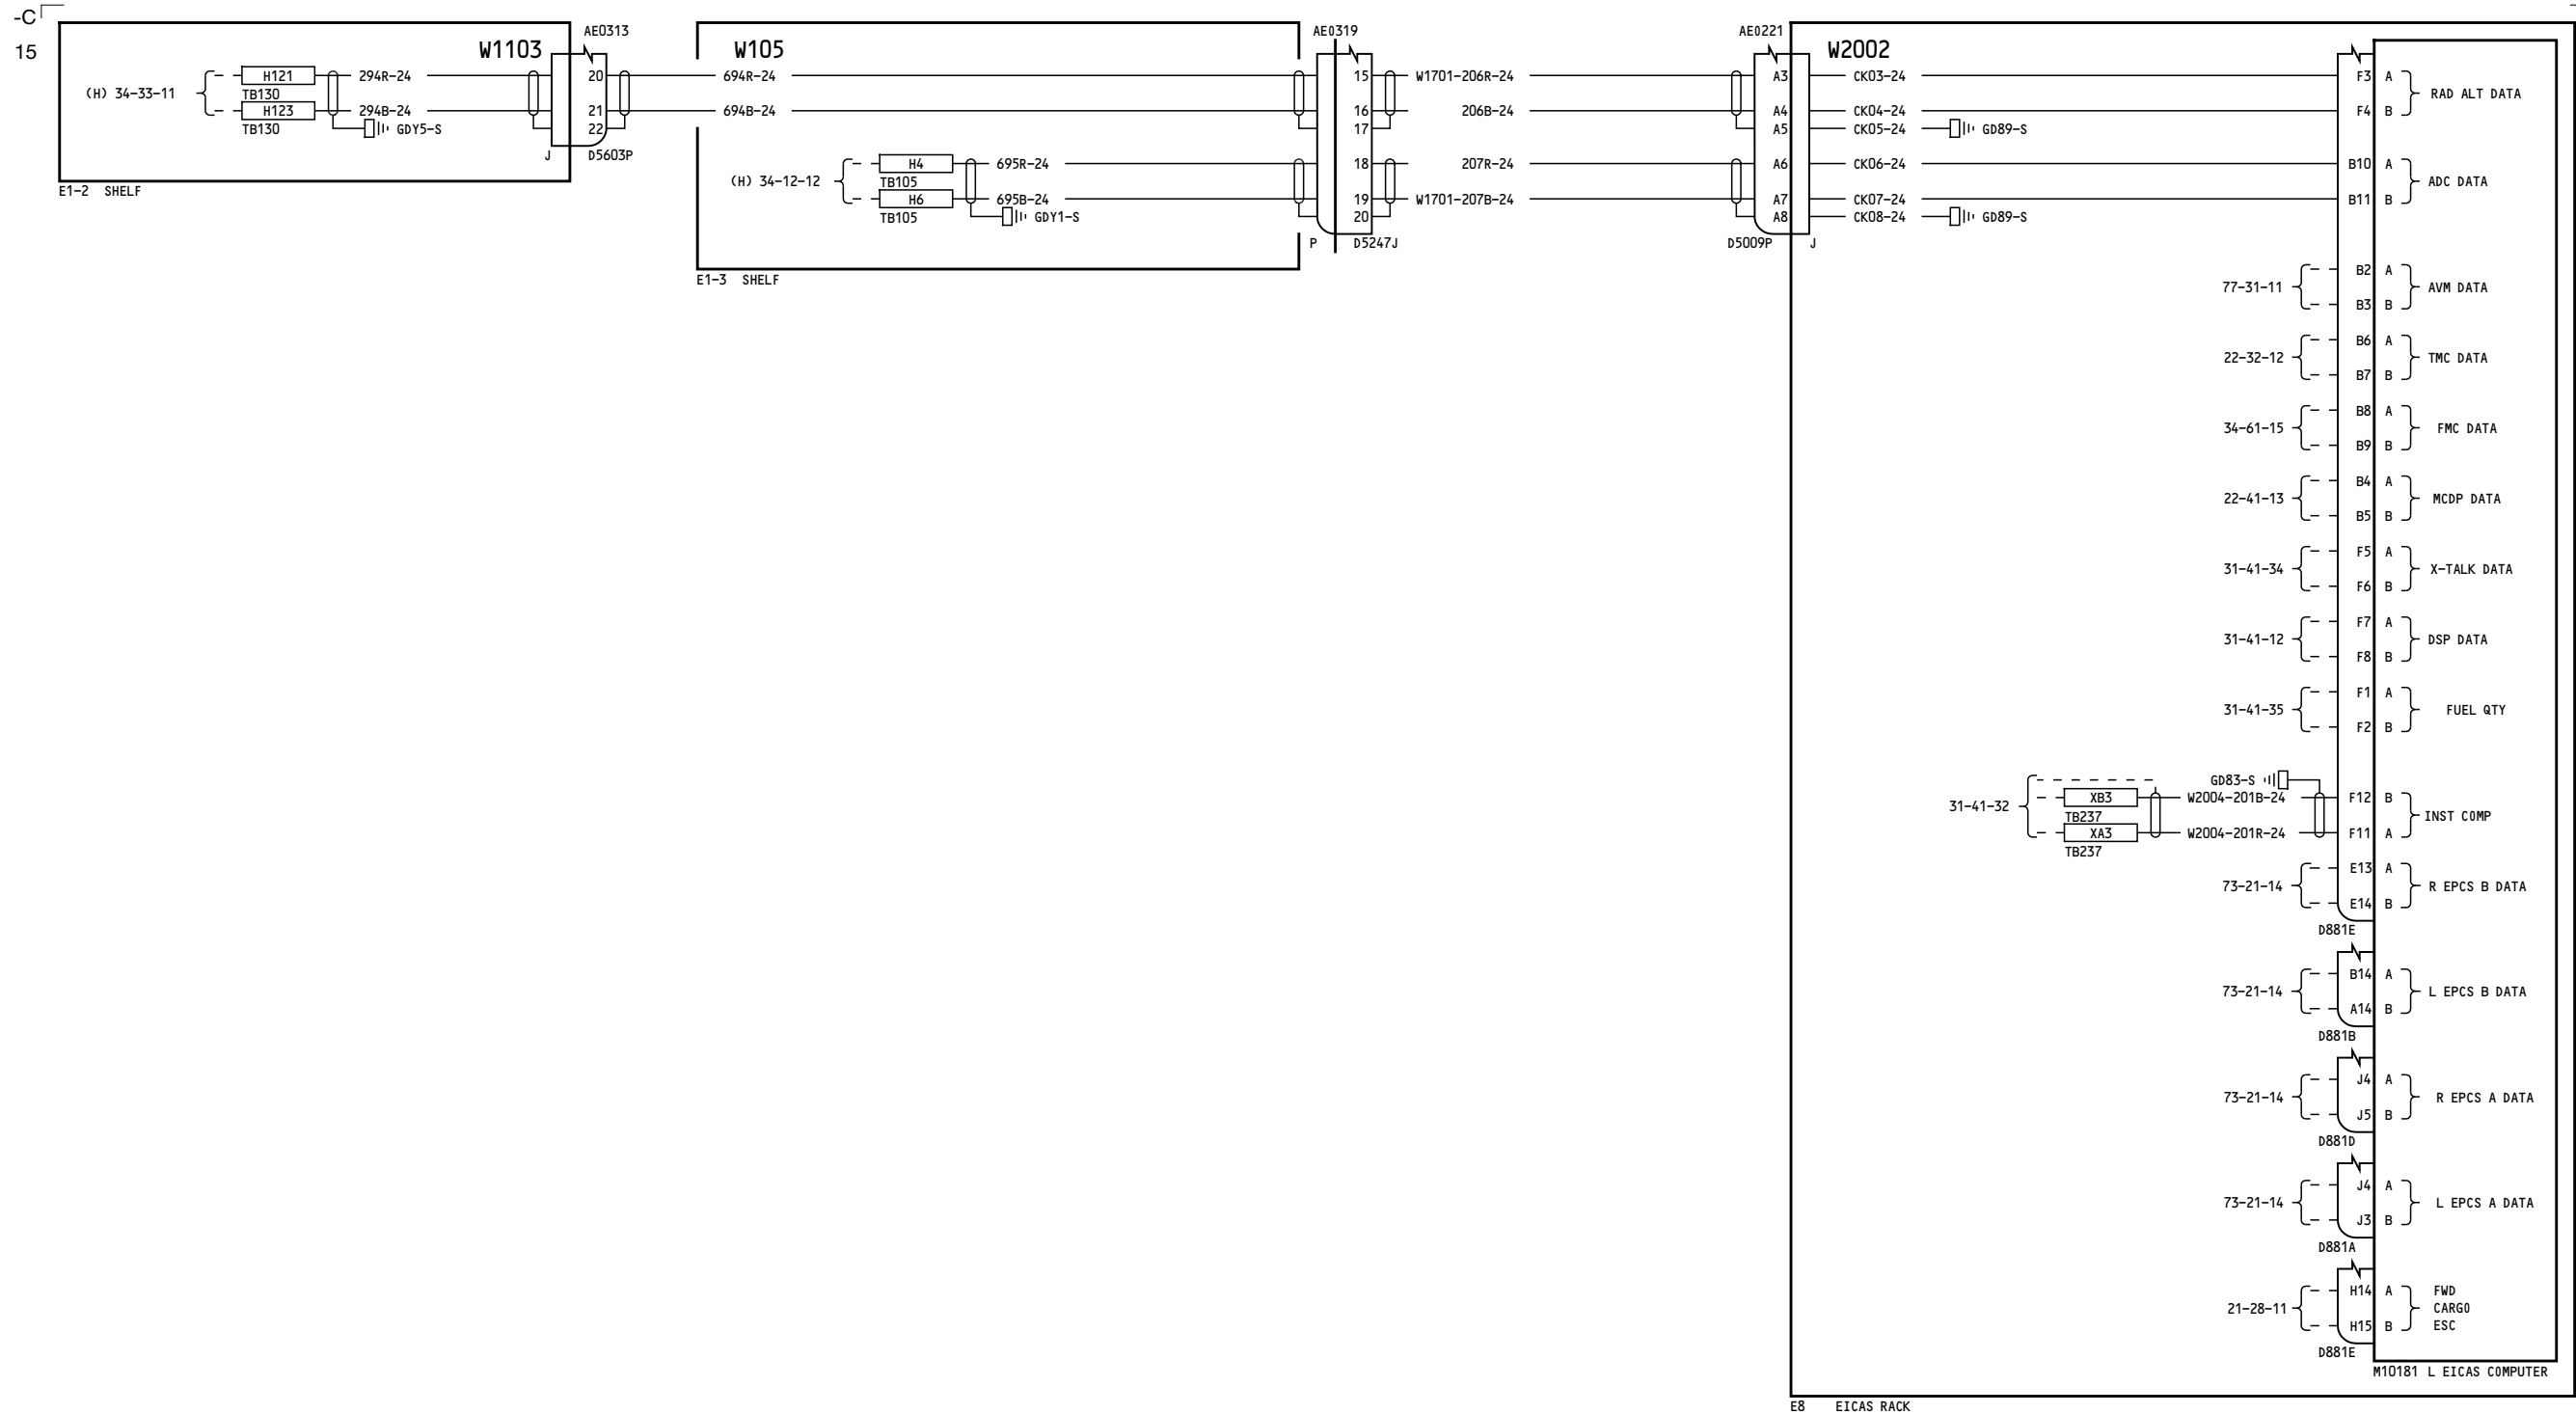 -C
15
W1103 AE0313
(H) 34-33-11
H121 294R-24 20
TB130
H123 294B-24 21
TB130 GDY5-S 22
J D5603P
E1-2 SHELF
W105 AE0319
694R-24 15
694B-24 16
17
(H) 34-12-12
H4 695R-24 18
TB105
H6 695B-24 19
TB105 GDY1-S 20
P D5247J
E1-3 SHELF
AE0221 W2002
W1701-206R-24 A3 CK03-24 F3 A
RAD ALT DATA
206B-24 A4 CK04-24 F4 B
A5 CK05-24 GD89-S
207R-24 A6 CK06-24 B10 A
ADC DATA
W1701-207B-24 A7 CK07-24 B11 B
A8 CK08-24 GD89-S
D5009P J
B2 A
77-31-11 AVM DATA
B3 B
B6 A
22-32-12 TMC DATA
B7 B
B8 A
34-61-15 FMC DATA
B9 B
B4 A
22-41-13 MCDP DATA
B5 B
F5 A
31-41-34 X-TALK DATA
F6 B
F7 A
31-41-12 DSP DATA
F8 B
F1 A
31-41-35 FUEL QTY
F2 B
GD83-S
XB3 W2004-201B-24 F12 B
31-41-32 TB237 INST COMP
XA3 W2004-201R-24 F11 A
TB237
E13 A
73-21-14 R EPCS B DATA
E14 B
D881E
B14 A
73-21-14 L EPCS B DATA
A14 B
D881B
J4 A
73-21-14 R EPCS A DATA
J5 B
D881D
J4 A
73-21-14 L EPCS A DATA
J3 B
D881A
H14 A FWD
21-28-11 CARGO
H15 B ESC
D881E
M10181 L EICAS COMPUTER
E8 EICAS RACK